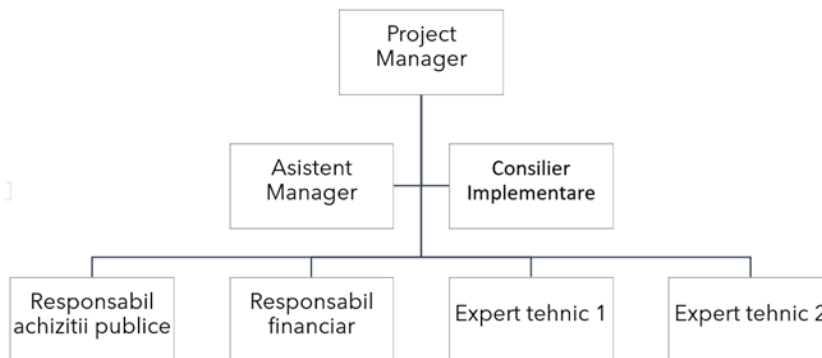 Project
Manager
Asistent
Manager
Consilier
Implementare
Responsabil
achizitii publice
Responsabil
financiar
Expert tehnic 1
Expert tehnic 2